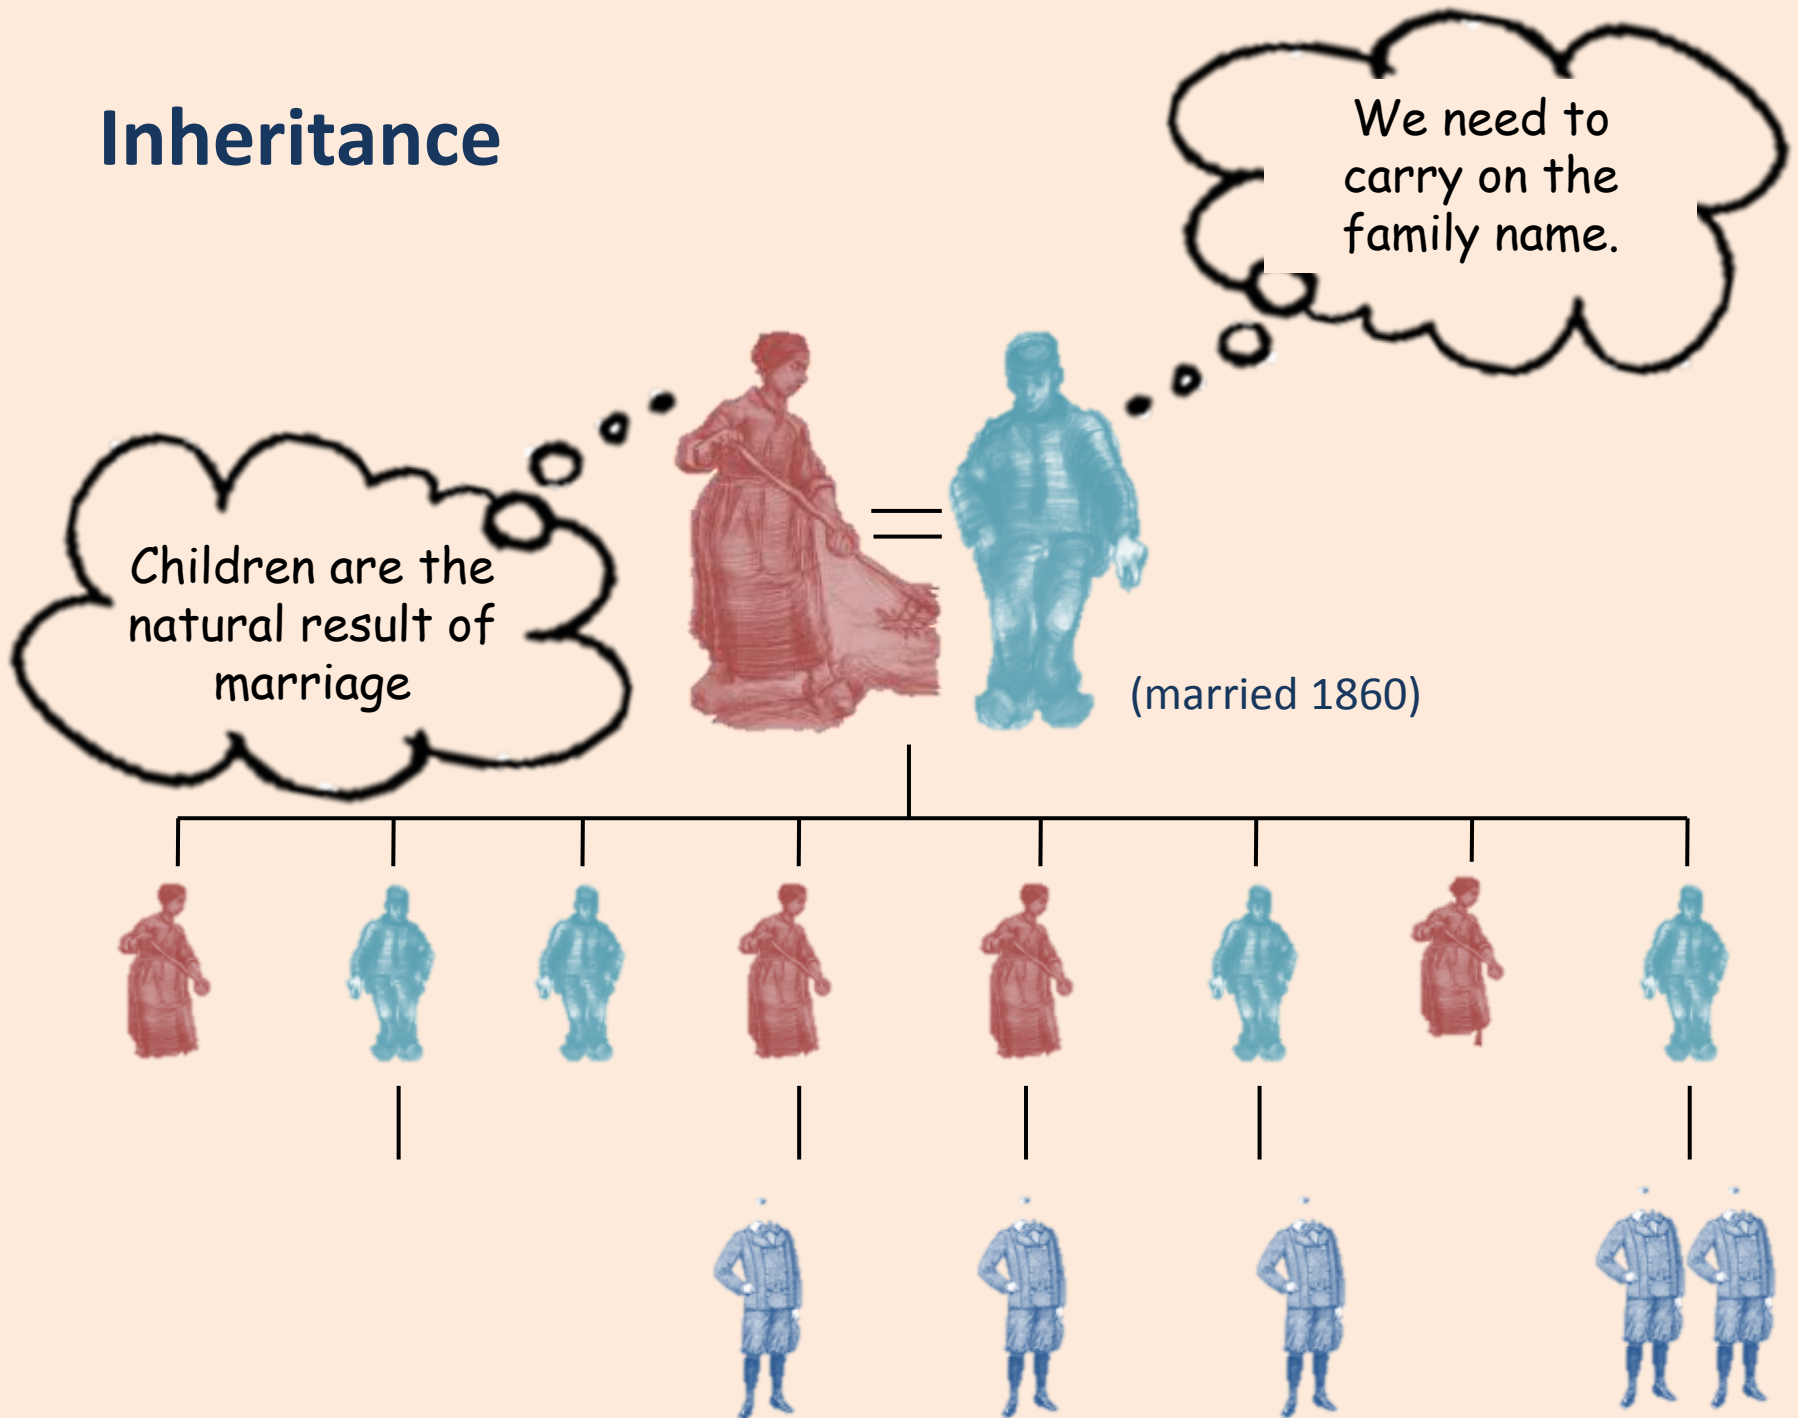 Inheritance
We need to
carry on the
family name.
Children are the
natural result of
marriage
(married 1860)